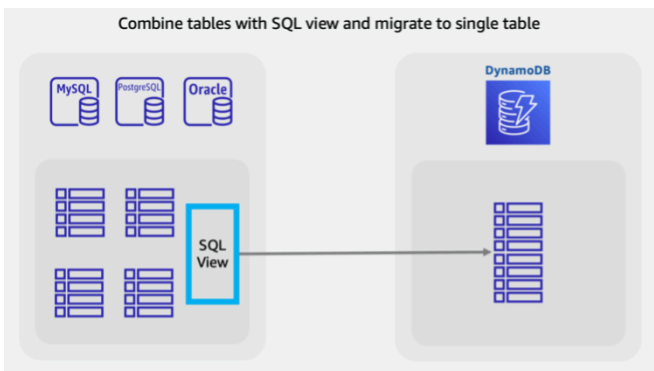 Combine tables with SQL view and migrate to single table
MySQL
PostgreSQL
Oracle
SQL
View
DynamoDB